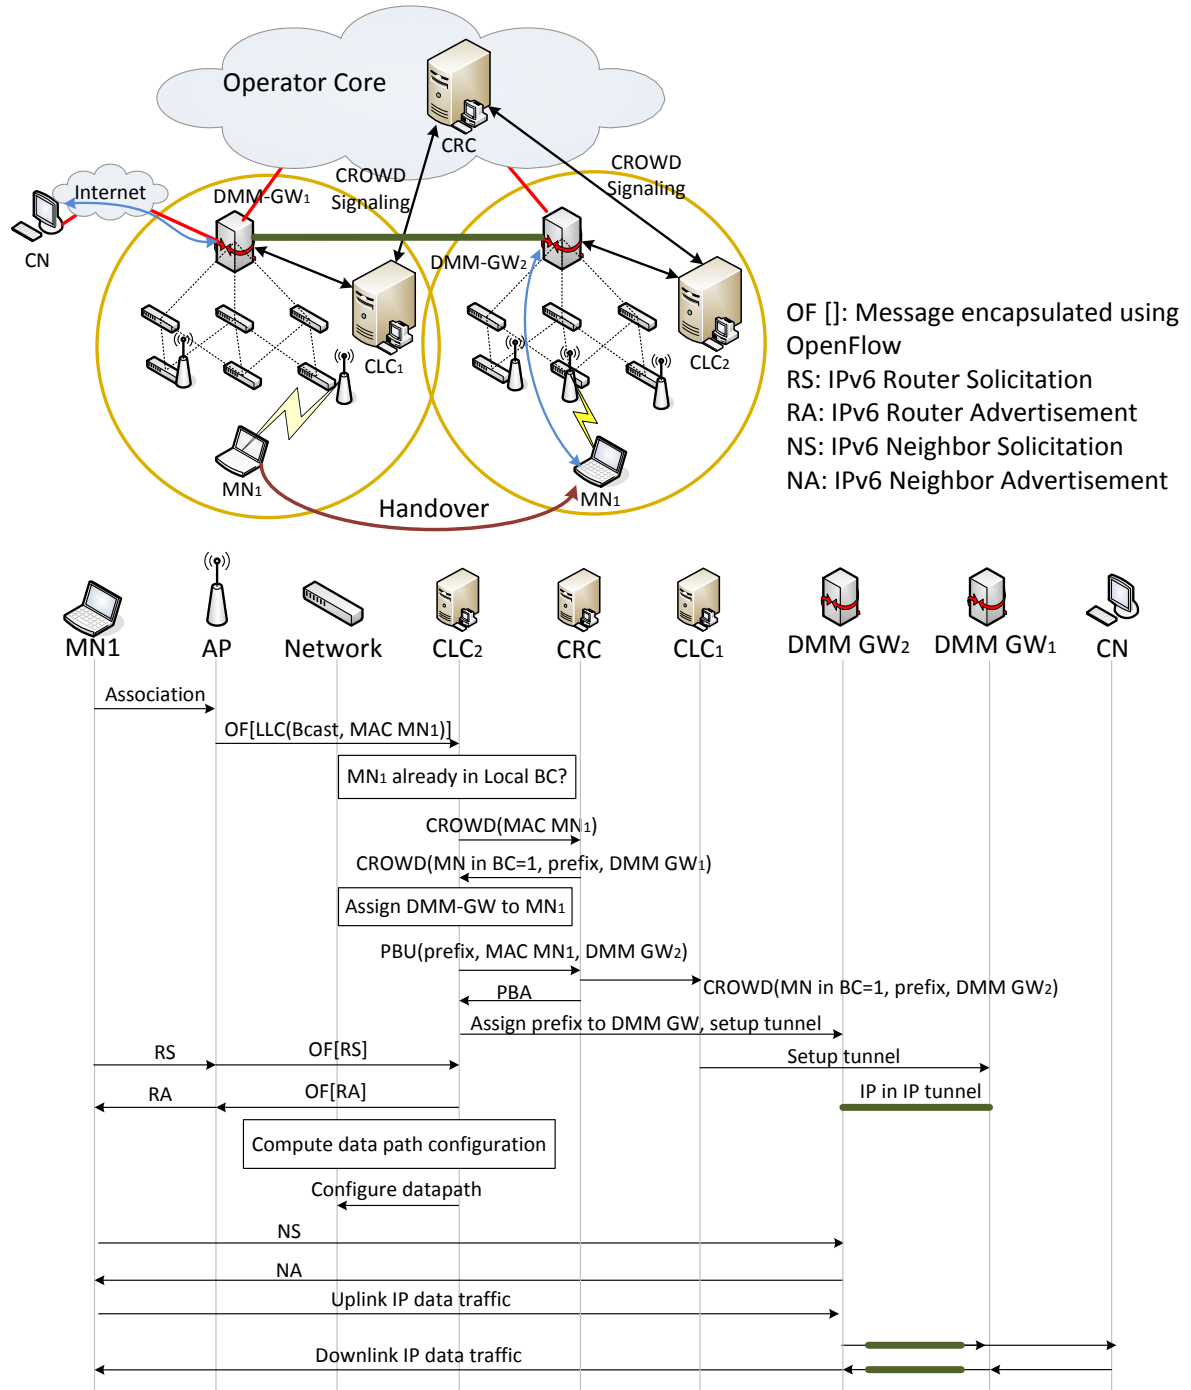 Operator Core
CRC
CROWD
Signaling
CROWD
Signaling
Internet
DMM-GW1
CN
DMM-GW2
CLC1
CLC2
MN1
MN1
Handover
OF []: Message encapsulated using
OpenFlow
RS: IPv6 Router Solicitation
RA: IPv6 Router Advertisement
NS: IPv6 Neighbor Solicitation
NA: IPv6 Neighbor Advertisement
MN1
AP
Network
CLC2
CRC
CLC1
DMM GW2
DMM GW1
CN
Association
OF[LLC(Bcast, MAC MN1)]
MN1 already in Local BC?
CROWD(MAC MN1)
CROWD(MN in BC=1, prefix, DMM GW1)
Assign DMM-GW to MN1
PBU(prefix, MAC MN1, DMM GW2)
PBA
CROWD(MN in BC=1, prefix, DMM GW2)
Assign prefix to DMM GW, setup tunnel
RS
OF[RS]
Setup tunnel
RA
OF[RA]
IP in IP tunnel
Compute data path configuration
Configure datapath
NS
NA
Uplink IP data traffic
Downlink IP data traffic